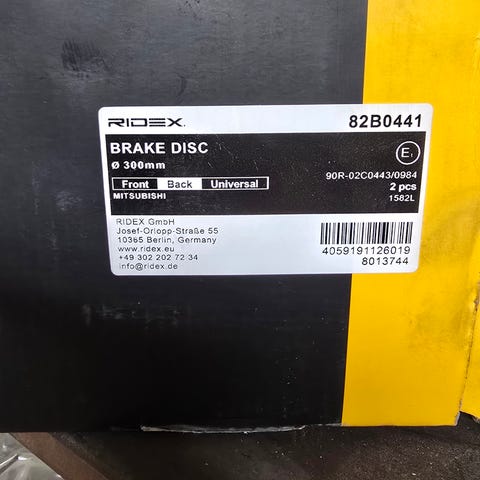 RIDEX. 82B0441
BRAKE DISC
Ø 300mm
E1
90R-02C0443/0984
Front Back Universal
2 pcs
MITSUBISHI
1582L
RIDEX GmbH
Josef-Orlopp-Straße 55
10365 Berlin, Germany
www.ridex.eu
+49 302 202 72 34
info@ridex.de
4059191126019
8013744